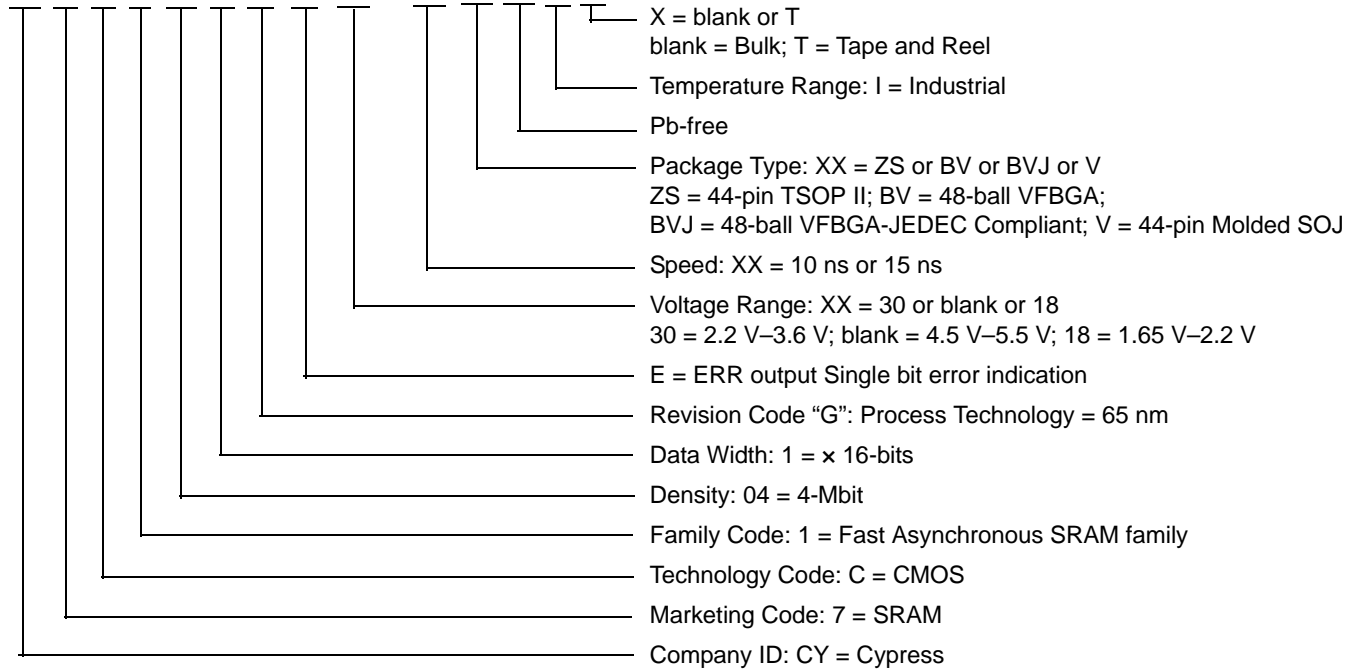 X = blank or T
blank = Bulk; T = Tape and Reel
Temperature Range: I = Industrial
Pb-free
Package Type: XX = ZS or BV or BVJ or V
ZS = 44-pin TSOP II; BV = 48-ball VFBGA;
BVJ = 48-ball VFBGA-JEDEC Compliant; V = 44-pin Molded SOJ
Speed: XX = 10 ns or 15 ns
Voltage Range: XX = 30 or blank or 18
30 = 2.2 V–3.6 V; blank = 4.5 V–5.5 V; 18 = 1.65 V–2.2 V
E = ERR output Single bit error indication
Revision Code “G”: Process Technology = 65 nm
Data Width: 1 = × 16-bits
Density: 04 = 4-Mbit
Family Code: 1 = Fast Asynchronous SRAM family
Technology Code: C = CMOS
Marketing Code: 7 = SRAM
Company ID: CY = Cypress